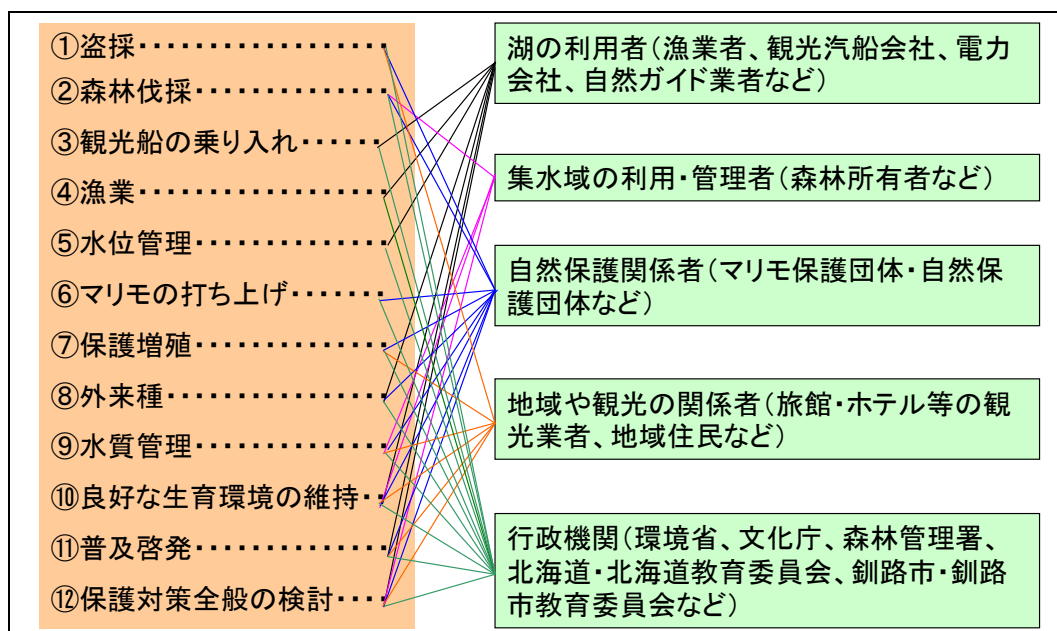 ①盗採・・・・・・・・・・・・・・・・・・
②森林伐採・・・・・・・・・・・・・・
③観光船の乗り入れ・・・・・・
④漁業・・・・・・・・・・・・・・・・・・
⑤水位管理・・・・・・・・・・・・・・
⑥マリモの打ち上げ・・・・・・・
⑦保護増殖・・・・・・・・・・・・・・
⑧外来種・・・・・・・・・・・・・・・・
⑨水質管理・・・・・・・・・・・・・・
⑩良好な生育環境の維持・・
⑪普及啓発・・・・・・・・・・・・・・
⑫保護対策全般の検討・・・・
湖の利用者(漁業者、観光汽船会社、電力
会社、自然ガイド業者など)
集水域の利用・管理者(森林所有者など)
自然保護関係者(マリモ保護団体・自然保
護団体など)
地域や観光の関係者(旅館・ホテル等の観
光業者、地域住民など)
行政機関(環境省、文化庁、森林管理署、
北海道・北海道教育委員会、釧路市・釧路
市教育委員会など)